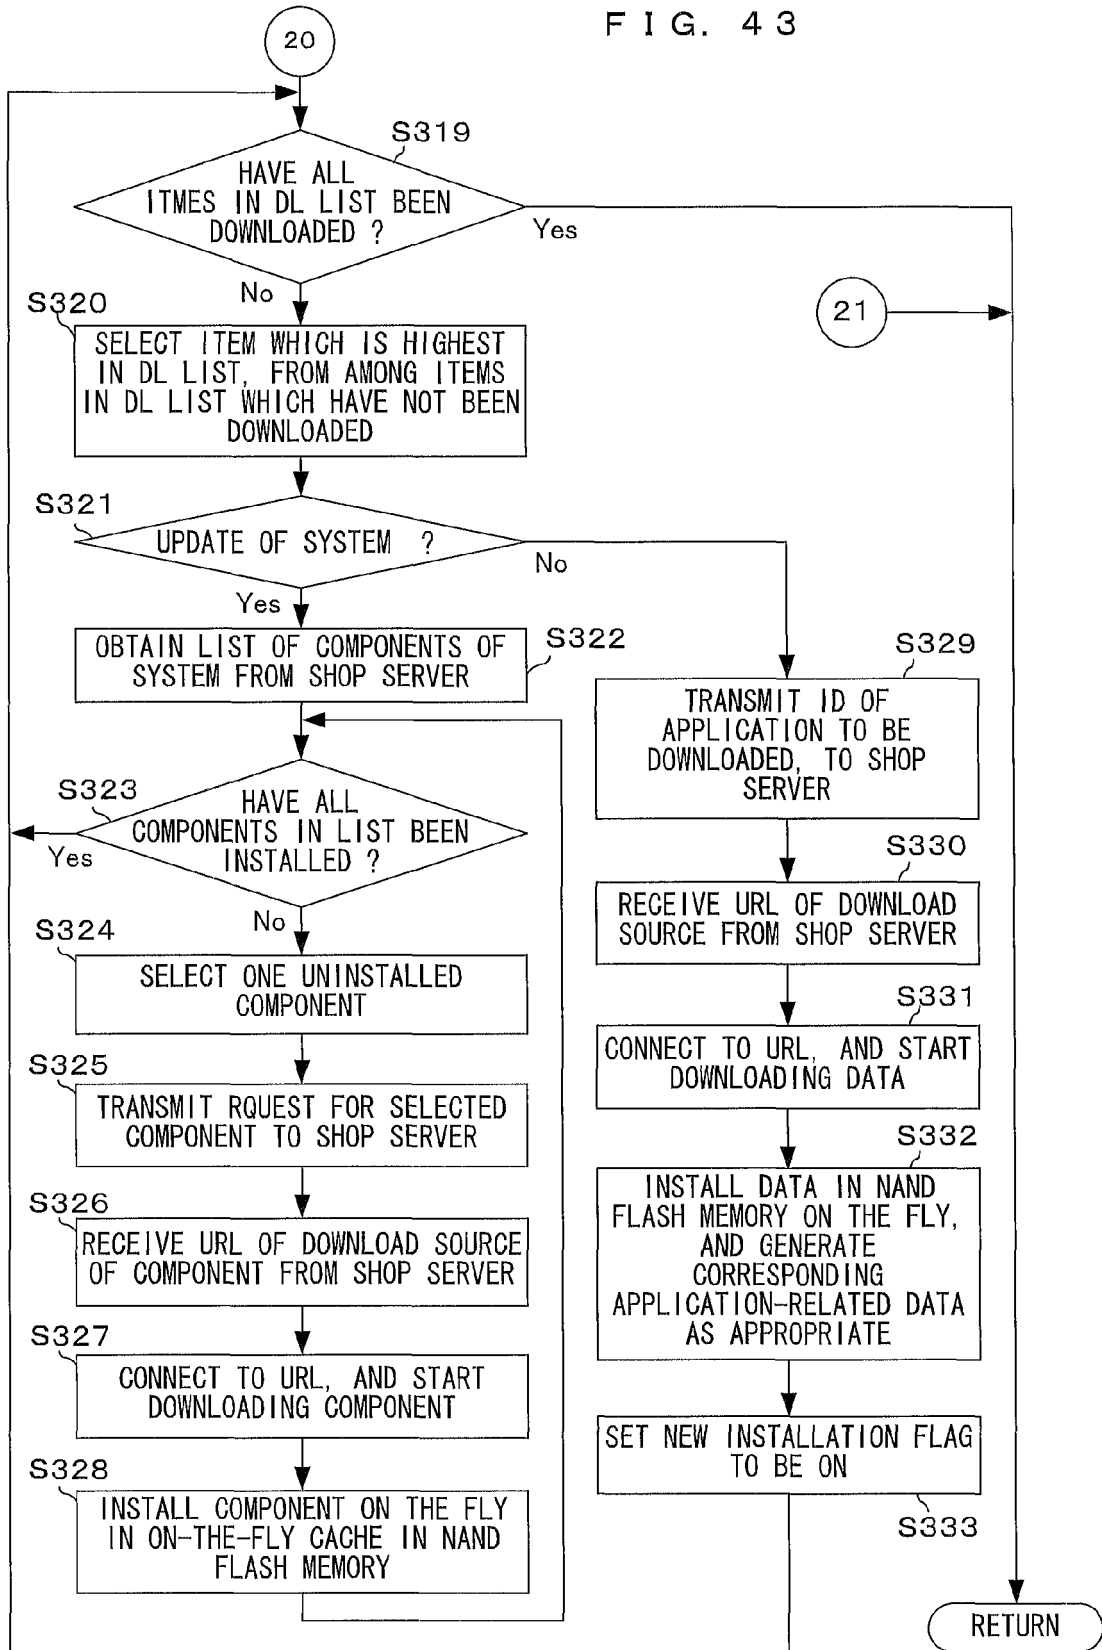 FIG. 43
20
S319
HAVE ALL
ITMES IN DL LIST BEEN
DOWNLOADED ?
Yes
No
S320
SELECT ITEM WHICH IS HIGHEST
IN DL LIST, FROM AMONG ITEMS
IN DL LIST WHICH HAVE NOT BEEN
DOWNLOADED
21
S321
UPDATE OF SYSTEM ?
No
Yes
S322
OBTAIN LIST OF COMPONENTS OF
SYSTEM FROM SHOP SERVER
S323
HAVE ALL
COMPONENTS IN LIST BEEN
INSTALLED ?
Yes
No
S324
SELECT ONE UNINSTALLED
COMPONENT
S325
TRANSMIT RQUEST FOR SELECTED
COMPONENT TO SHOP SERVER
S326
RECEIVE URL OF DOWNLOAD SOURCE
OF COMPONENT FROM SHOP SERVER
S327
CONNECT TO URL, AND START
DOWNLOADING COMPONENT
S328
INSTALL COMPONENT ON THE FLY
IN ON-THE-FLY CACHE IN NAND
FLASH MEMORY
S329
TRANSMIT ID OF
APPLICATION TO BE
DOWNLOADED, TO SHOP
SERVER
S330
RECEIVE URL OF DOWNLOAD
SOURCE FROM SHOP SERVER
S331
CONNECT TO URL, AND START
DOWNLOADING DATA
S332
INSTALL DATA IN NAND
FLASH MEMORY ON THE FLY,
AND GENERATE
CORRESPONDING
APPLICATION-RELATED DATA
AS APPROPRIATE
SET NEW INSTALLATION FLAG
TO BE ON
S333
RETURN